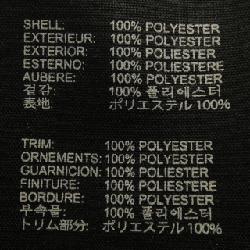 SHELL: 100% POLYESTER
EXTERIEUR: 100% POLYESTER
EXTERIOR: 100% POLIESTER
ESTERNO: 100% POLIESTERE
AUBERE: 100% POLYESTER
겉감: 100% 폴리에스터
表地: ポリエステル 100%
TRIM: 100% POLYESTER
ORNEMENTS: 100% POLYESTER
GUARNICION: 100% POLIESTER
FINITURE: 100% POLIESTERE
BORDURE: 100% POLYESTER
부속물: 100% 폴리에스터
トリム部分: ポリエステル 100%